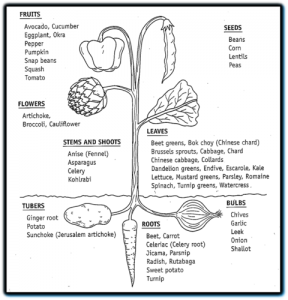 FRUITS
Avocado, Cucumber
Eggplant, Okra
Pepper
Pumpkin
Snap beans
Squash
Tomato
SEEDS
Beans
Corn
Lentils
Peas
FLOWERS
Artichoke,
Broccoli, Cauliflower
STEMS AND SHOOTS
Anise (Fennel)
Asparagus
Celery
Kohlrabi
LEAVES
Beet greens, Bok choy (Chinese chard)
Brussels sprouts, Cabbage, Chard
Chinese cabbage, Collards
Dandelion greens, Endive, Escarole, Kale
Lettuce, Mustard greens, Parsley, Romaine
Spinach, Turnip greens, Watercress
TUBERS
Ginger root
Potato
Sunchoke (Jerusalem artichoke)
ROOTS
Beet, Carrot
Celeriac (Celery root)
Jicama, Parsnip
Radish, Rutabaga
Sweet potato
Turnip
BULBS
Chives
Garlic
Leek
Onion
Shallot